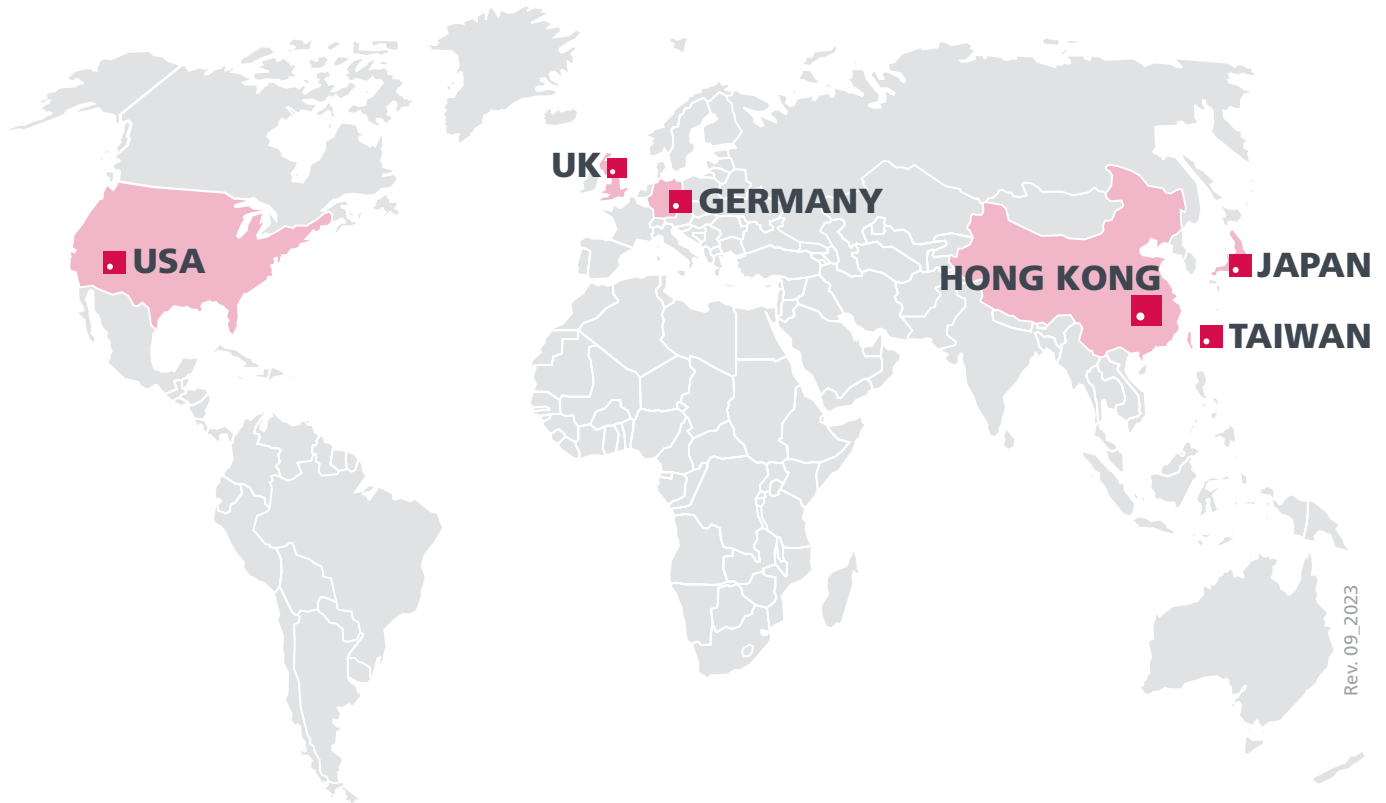 UK
GERMANY
USA
JAPAN
HONG KONG
TAIWAN
Rev. 09_2023